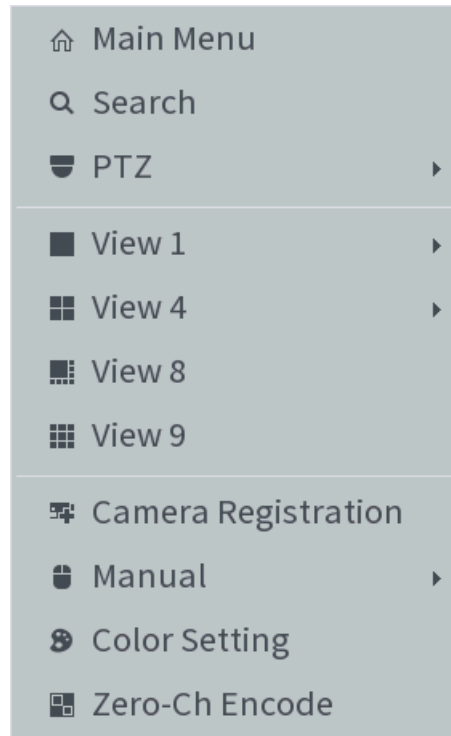 Main Menu
Search
PTZ
View 1
View 4
View 8
View 9
Camera Registration
Manual
Color Setting
Zero-Ch Encode